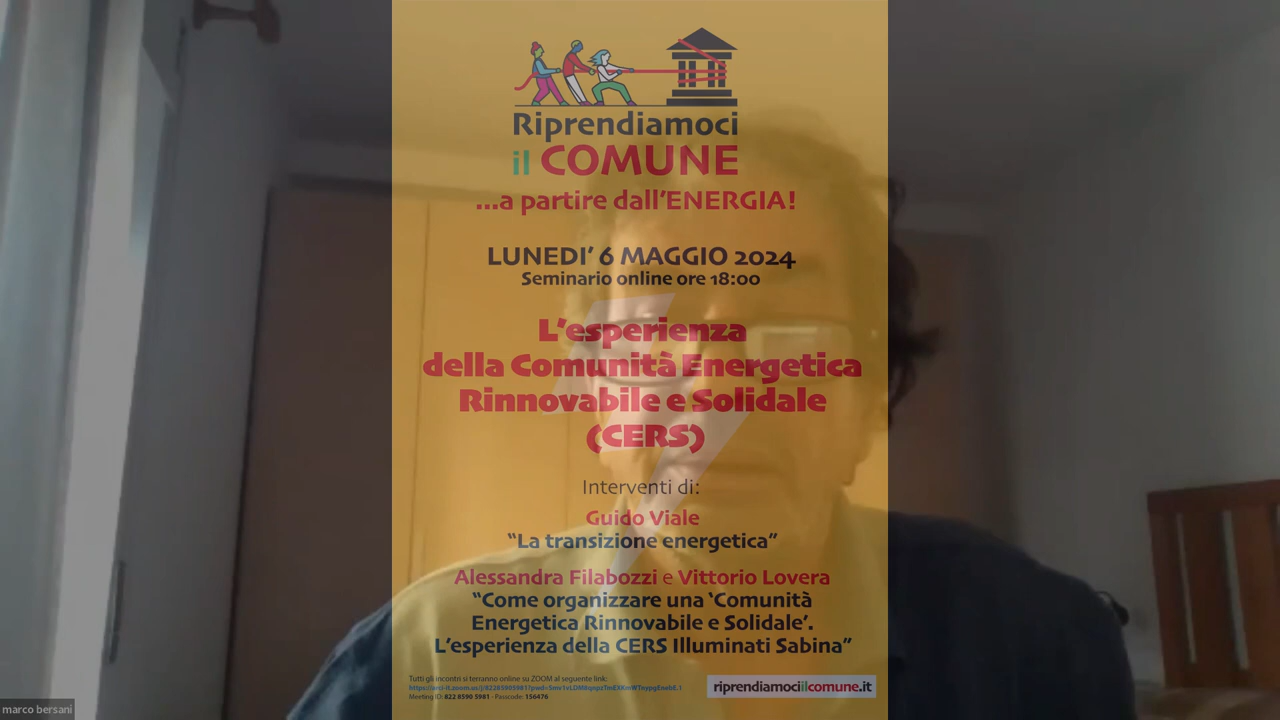 Riprendiamoci
il COMUNE
...a partire dall'ENERGIA!
LUNEDI' 6 MAGGIO 2024
Seminario online ore 18:00
L'esperienza
della Comunità Energetica
Rinnovabile e Solidale
(CERS)
Interventi di:
Guido Viale
"La transizione energetica"
Alessandra Filabozzi e Vittorio Lovera
"Come organizzare una 'Comunità
Energetica Rinnovabile e Solidale'.
L'esperienza della CERS Illuminati Sabina"
Tutti gli incontri si terranno online su ZOOM al seguente link:
Meeting ID: 822 8590 5981 - Passcode: 156476
riprendiamociilcomune.it
marco bersani